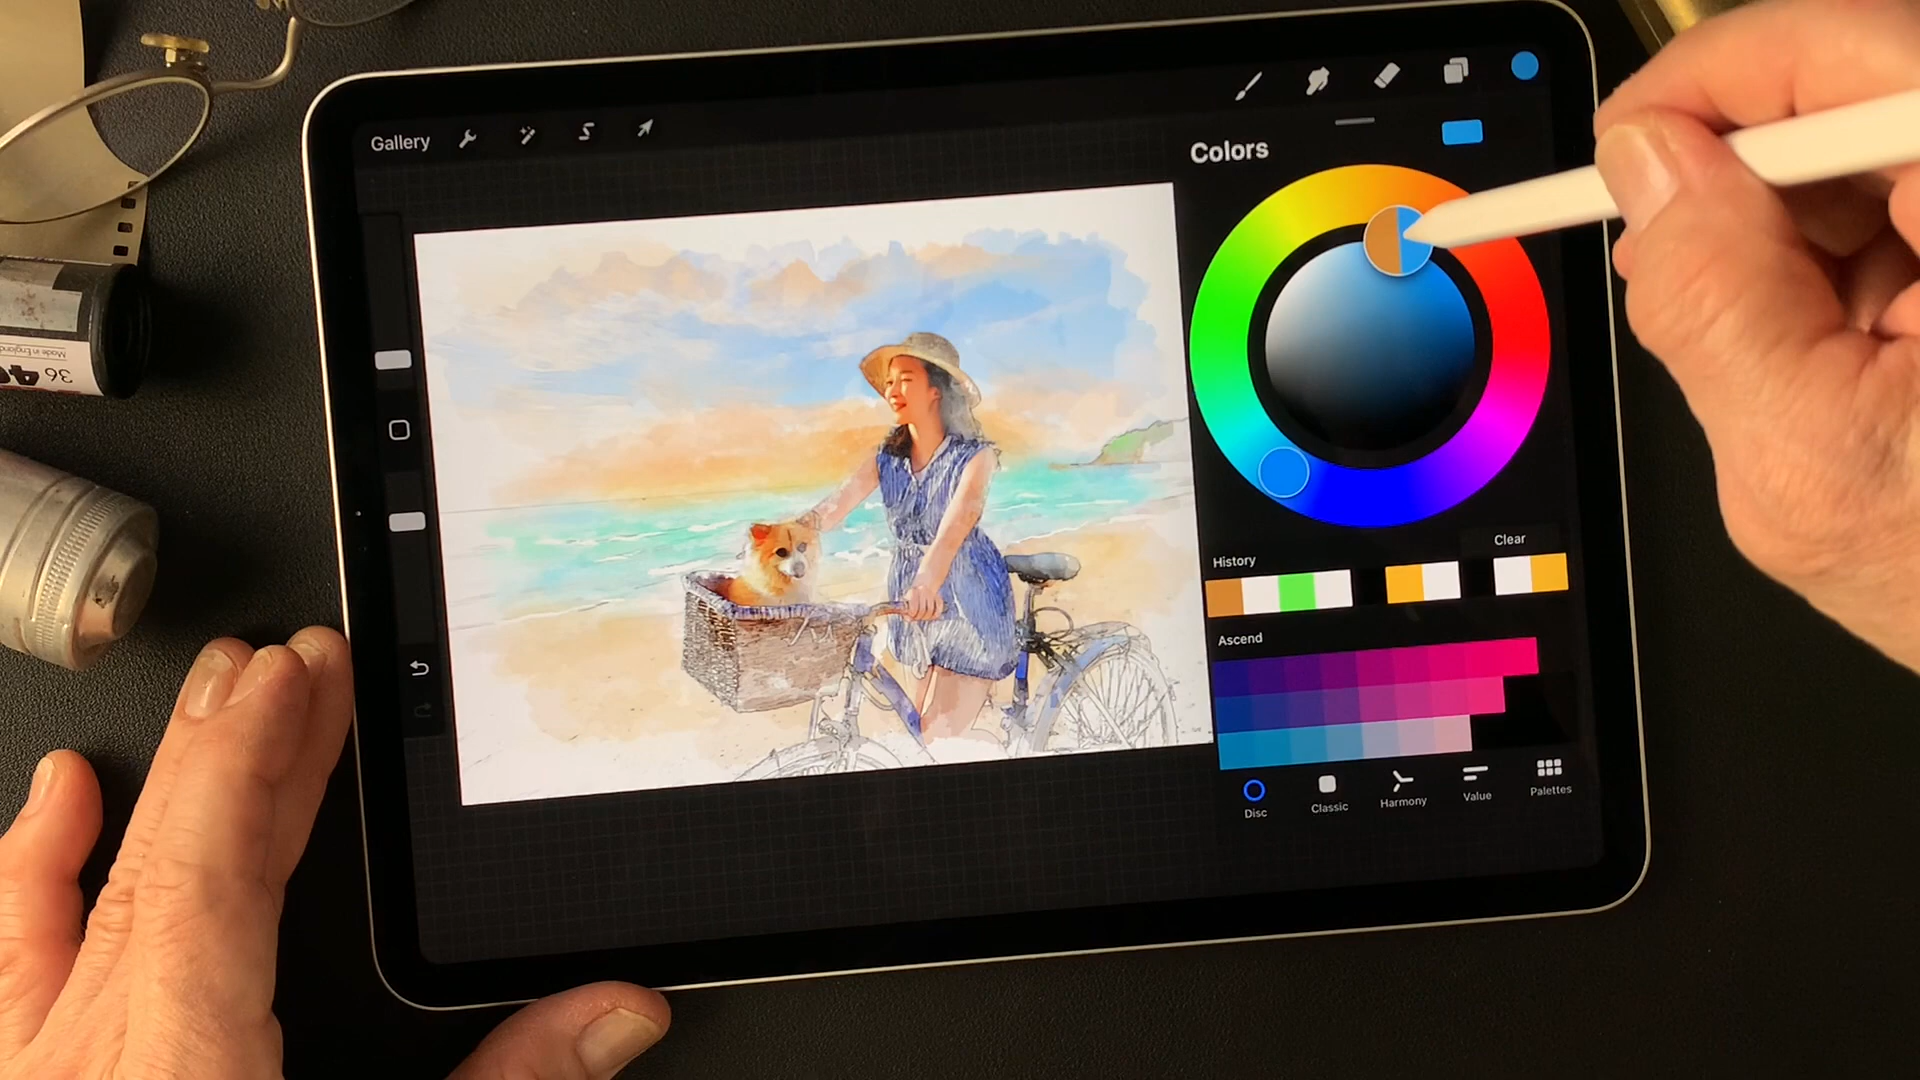 Gallery
Colors
Clear
History
Ascend
Disc
Classic
Harmony
Value
Palettes
Made in England
36